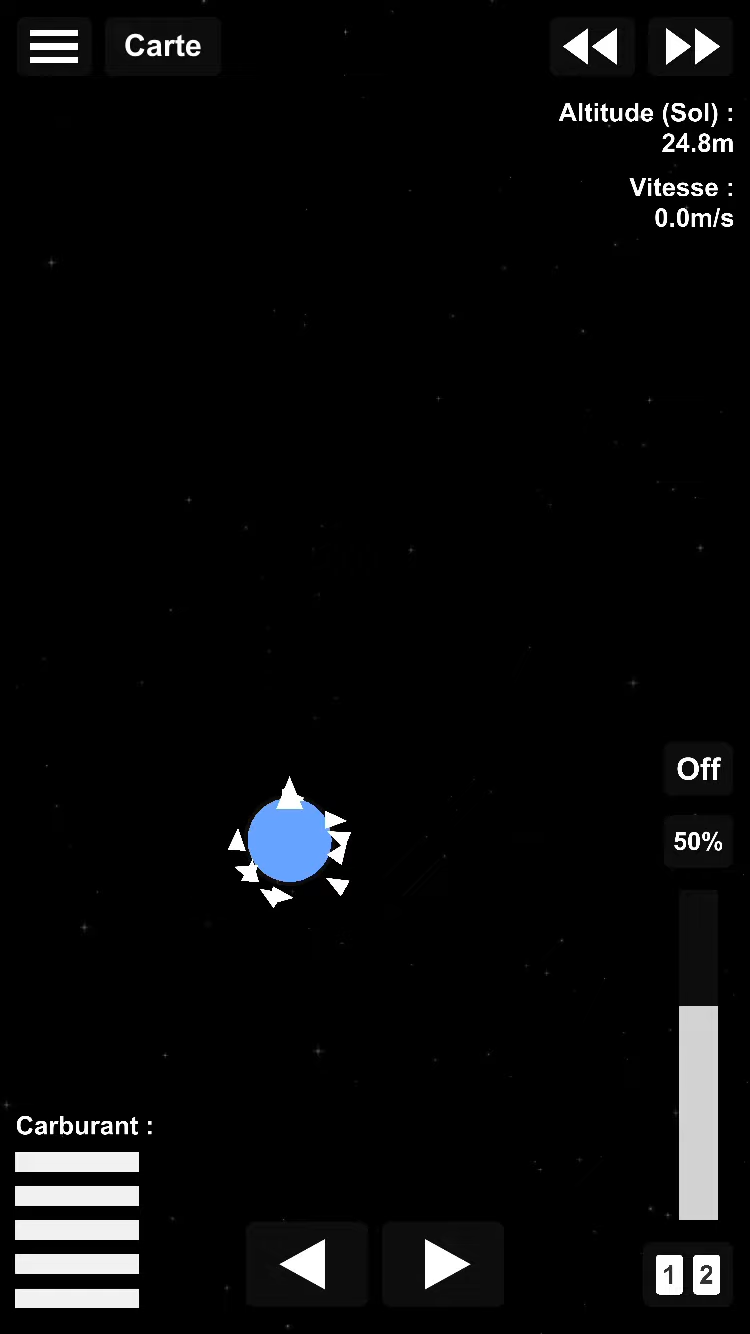 Carte
Altitude (Sol) :
24.8m
Vitesse :
0.0m/s
Off
50%
Carburant :
1 2